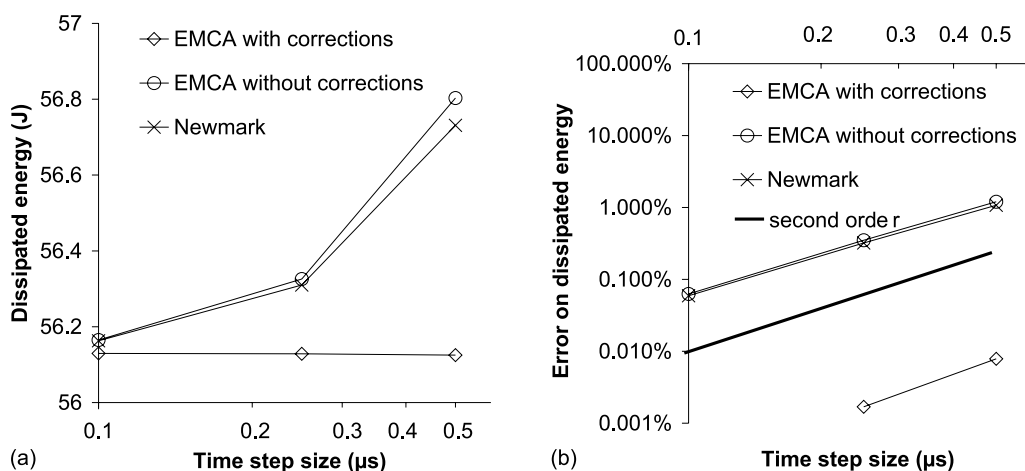 57
56.8
56.6
56.4
56.2
56
Dissipated energy (J)
EMCA with corrections
EMCA without corrections
Newmark
0.1
0.2
0.3
0.4
0.5
Time step size (µs)
(a)
0.1
0.2
0.3
0.4
0.5
100.000%
10.000%
1.000%
0.100%
0.010%
0.001%
Error on dissipated energy
EMCA with corrections
EMCA without corrections
Newmark
second orde r
Time step size (µs)
(b)